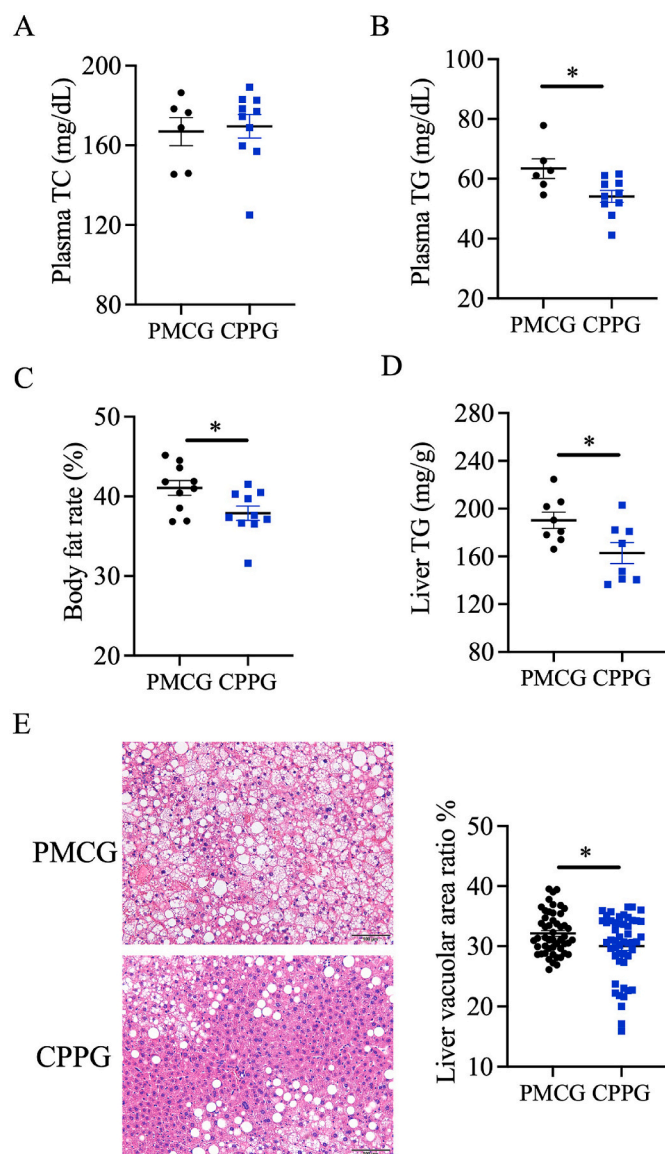 A
Plasma TC (mg/dL)
200
160
120
80
PMCG CPPG
B
Plasma TG (mg/dL)
100
80
60
40
20
*
PMCG CPPG
C
Body fat rate (%)
50
40
30
20
*
PMCG CPPG
D
Liver TG (mg/g)
280
240
200
160
120
80
*
PMCG CPPG
E
PMCG
CPPG
Liver vacuolar area ratio %
50
40
30
20
10
*
PMCG CPPG